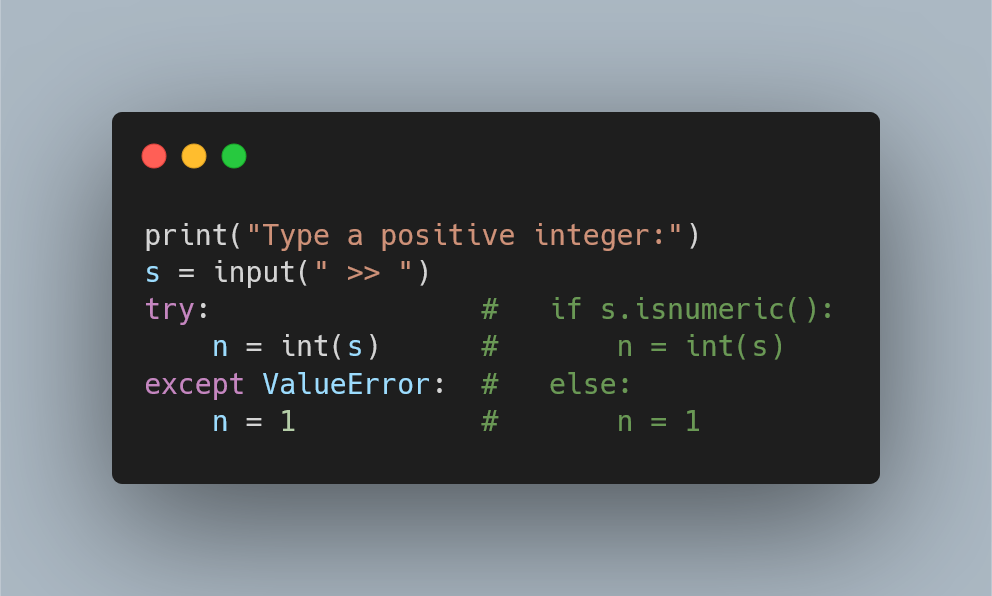 print("Type a positive integer:")
s = input(" >> ")
try:                #   if s.isnumeric():
    n = int(s)      #       n = int(s)
except ValueError:  #   else:
    n = 1           #       n = 1